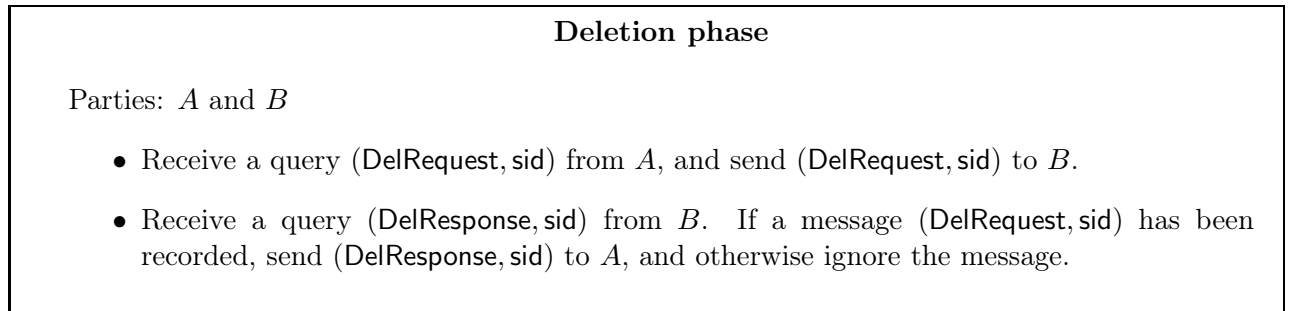 Deletion phase
Parties: A and B
• Receive a query (DelRequest, sid) from A, and send (DelRequest, sid) to B.
• Receive a query (DelResponse, sid) from B. If a message (DelRequest, sid) has been
recorded, send (DelResponse, sid) to A, and otherwise ignore the message.